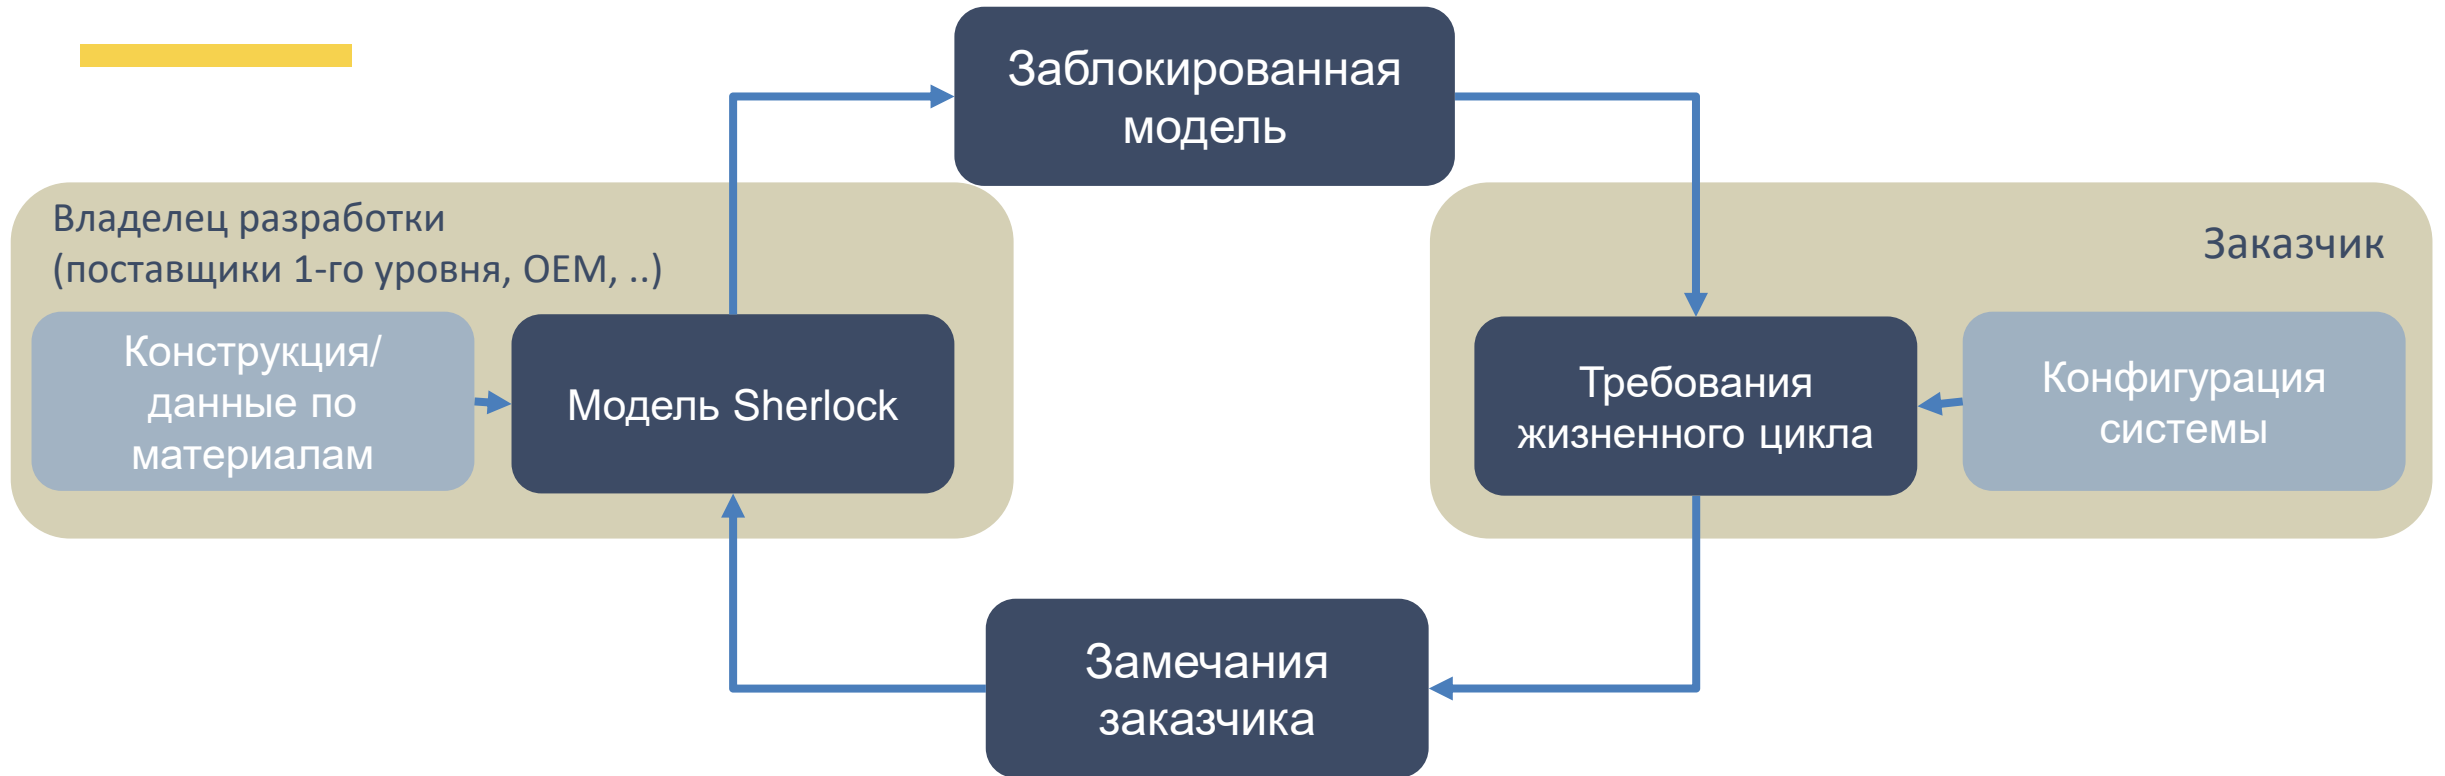 Заблокированная
модель
Владелец разработки
(поставщики 1-го уровня, OEM, ..)
Заказчик
Конструкция/
данные по
материалам
Модель Sherlock
Требования
жизненного цикла
Конфигурация
системы
Замечания
заказчика